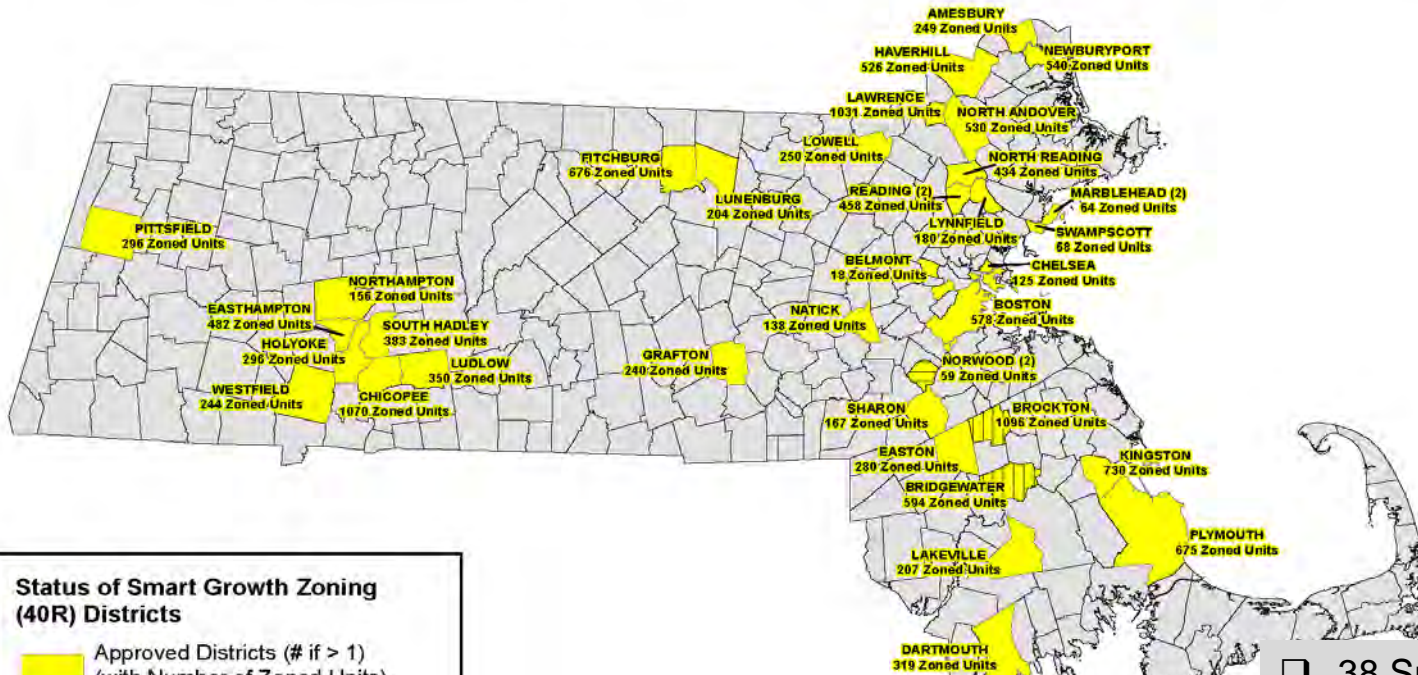 AMESBURY
249 Zoned Units
HAVERHILL
526 Zoned Units
NEWBURYPORT
540 Zoned Units
LAWRENCE
1031 Zoned Units
NORTH ANDOVER
530 Zoned Units
LOWELL
250 Zoned Units
FITCHBURG
676 Zoned Units
NORTH READING
434 Zoned Units
LUNENBURG
204 Zoned Units
READING (2)
458 Zoned Units
MARBLEHEAD (2)
64 Zoned Units
LYNNFIELD
180 Zoned Units
SWAMPSCOTT
68 Zoned Units
PITTSFIELD
296 Zoned Units
BELMONT
18 Zoned Units
CHELSEA
125 Zoned Units
NORTHAMPTON
156 Zoned Units
EASTHAMPTON
482 Zoned Units
SOUTH HADLEY
383 Zoned Units
NATICK
138 Zoned Units
BOSTON
578 Zoned Units
HOLYOKE
296 Zoned Units
LUDLOW
350 Zoned Units
GRAFTON
240 Zoned Units
NORWOOD (2)
59 Zoned Units
WESTFIELD
244 Zoned Units
CHICOPEE
1070 Zoned Units
SHARON
167 Zoned Units
BROCKTON
1096 Zoned Units
EASTON
280 Zoned Units
KINGSTON
730 Zoned Units
BRIDGEWATER
594 Zoned Units
PLYMOUTH
675 Zoned Units
LAKEVILLE
207 Zoned Units
DARTMOUTH
319 Zoned Units
Status of Smart Growth Zoning
(40R) Districts
Approved Districts (# if > 1)
(with Number of Zoned Units)
38